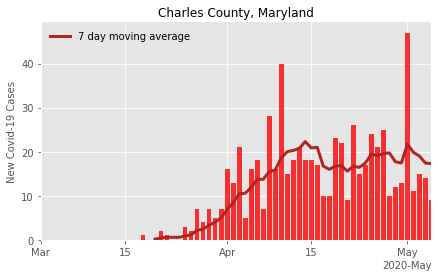 Charles County, Maryland
7 day moving average
New Covid-19 Cases
40
30
20
10
0
Mar 15 Apr 15 May
2020-May